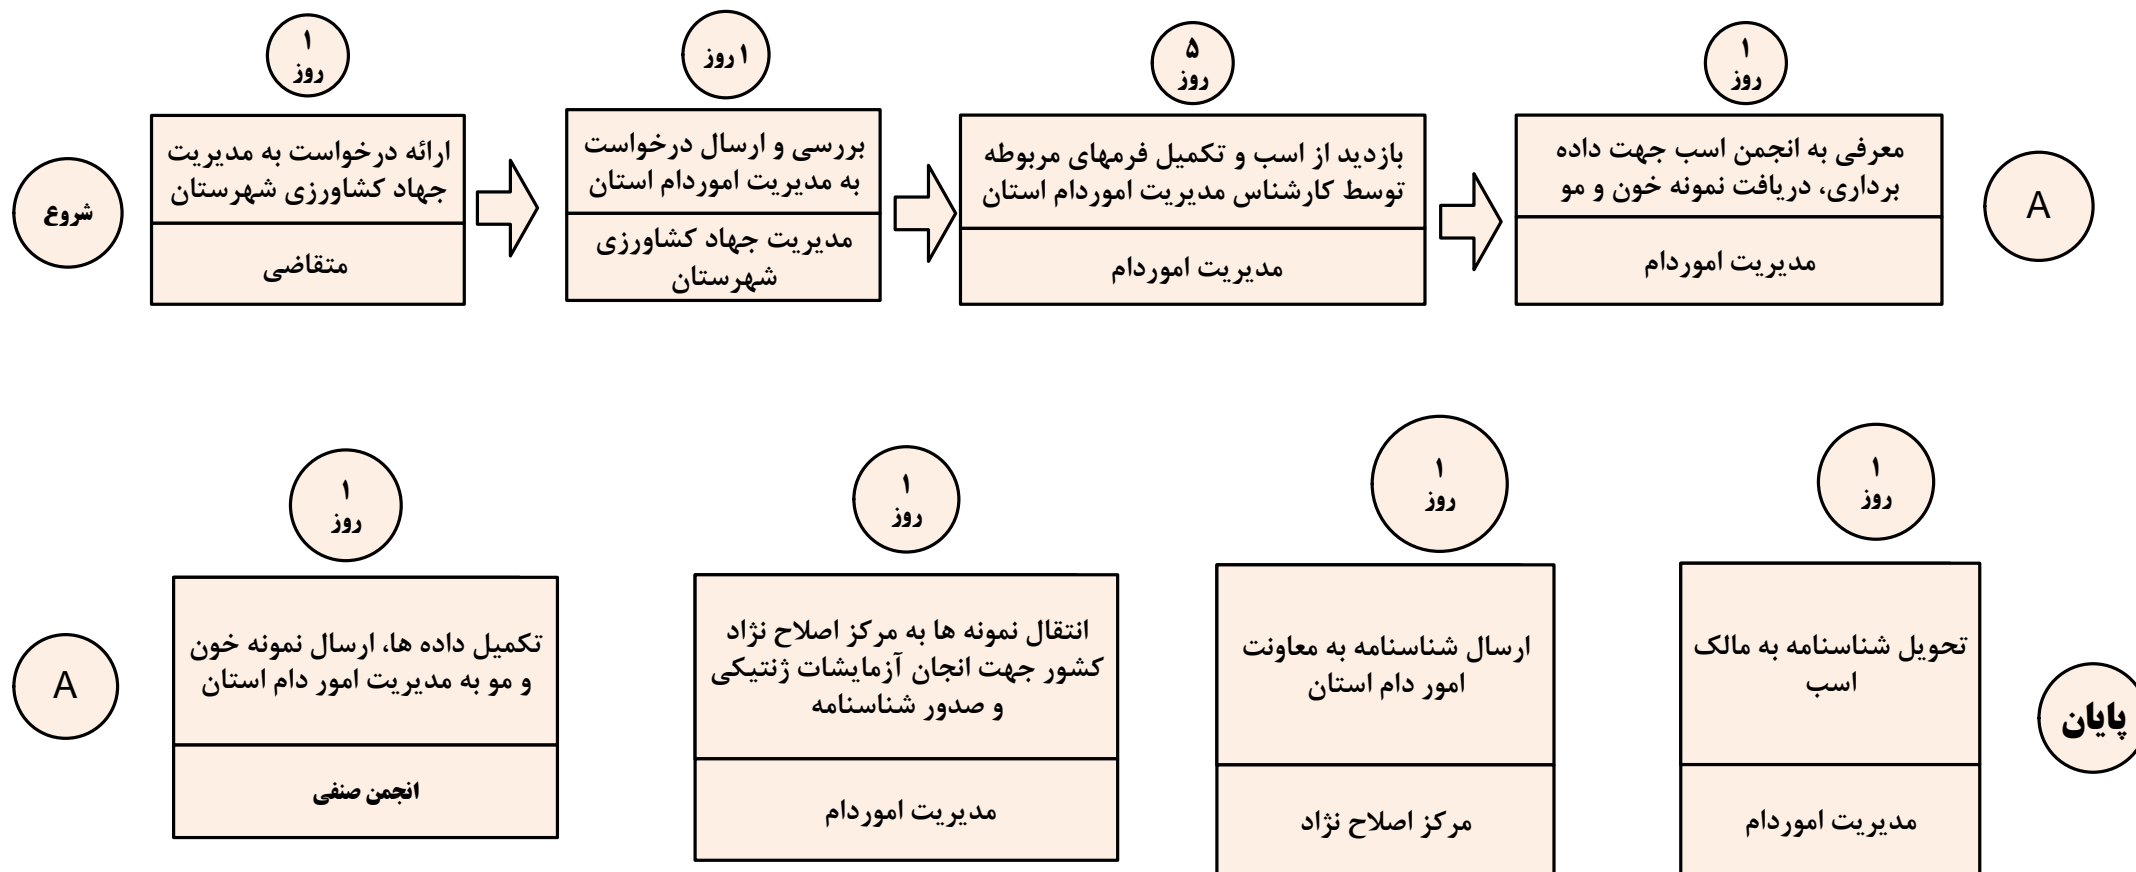 شروع
۱
روز
ارائه درخواست به مدیریت
جهاد کشاورزی شهرستان
متقاضی
۱ روز
بررسی و ارسال درخواست
به مدیریت اموردام استان
مدیریت جهاد کشاورزی
شهرستان
۵
روز
بازدید از اسب و تکمیل فرمهای مربوطه
توسط کارشناس مدیریت اموردام استان
مدیریت اموردام
۱
روز
معرفی به انجمن اسب جهت داده
برداری، دریافت نمونه خون و مو
مدیریت اموردام
A
A
۱
روز
تکمیل داده ها، ارسال نمونه خون
و مو به مدیریت امور دام استان
انجمن صنفی
۱
روز
انتقال نمونه ها به مرکز اصلاح نژاد
کشور جهت انجان آزمایشات ژنتیکی
و صدور شناسنامه
مدیریت اموردام
۱
روز
ارسال شناسنامه به معاونت
امور دام استان
مرکز اصلاح نژاد
۱
روز
تحویل شناسنامه به مالک
اسب
مدیریت اموردام
پایان